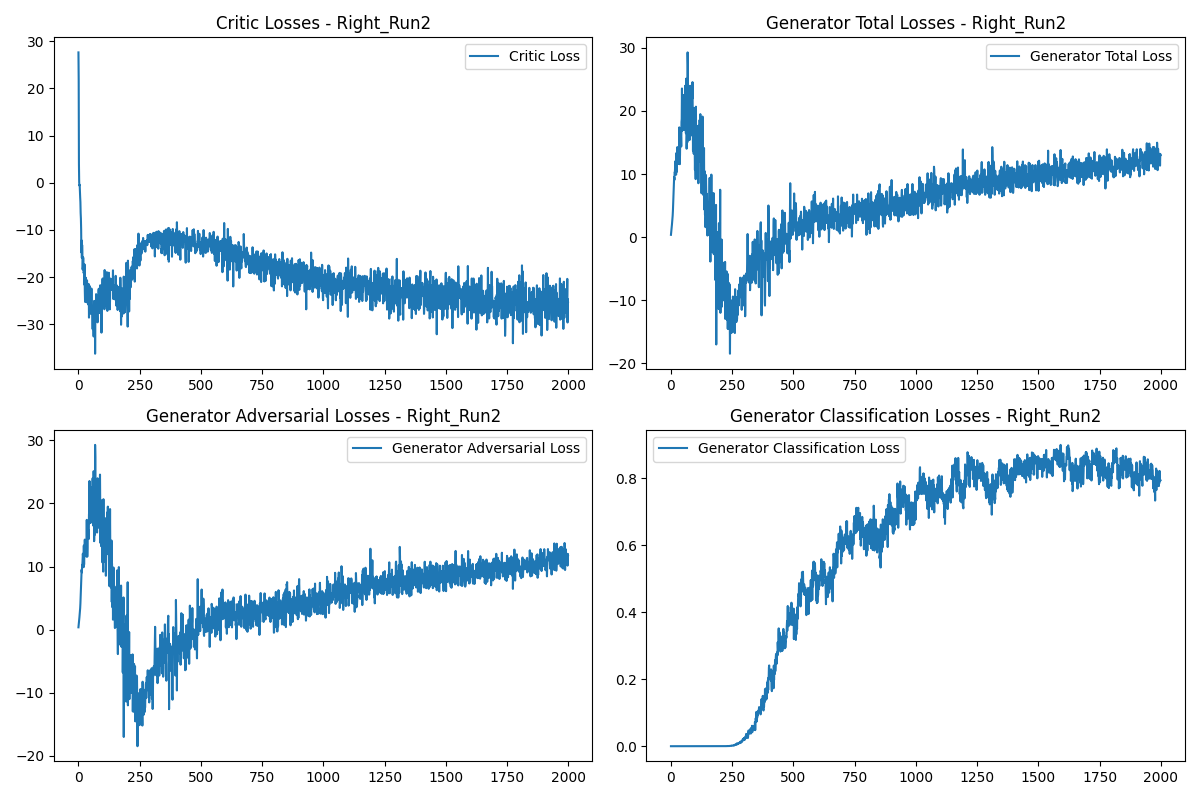 Critic Losses - Right_Run2
Critic Loss
30
20
10
0
−10
−20
−30
0 250 500 750 1000 1250 1500 1750 2000
Generator Total Losses - Right_Run2
Generator Total Loss
30
20
10
0
−10
−20
0 250 500 750 1000 1250 1500 1750 2000
Generator Adversarial Losses - Right_Run2
Generator Adversarial Loss
30
20
10
0
−10
−20
0 250 500 750 1000 1250 1500 1750 2000
Generator Classification Losses - Right_Run2
Generator Classification Loss
0.8
0.6
0.4
0.2
0.0
0 250 500 750 1000 1250 1500 1750 2000